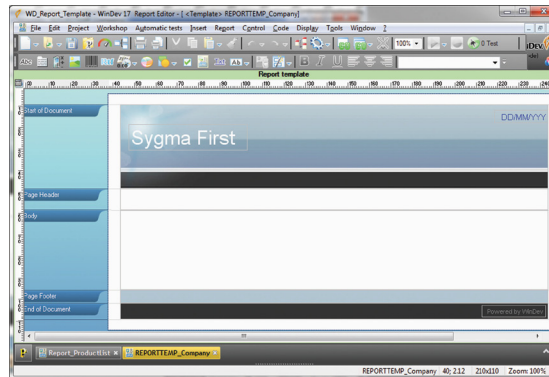 WD_Report_Template - WinDev 17 Report Editor - [ <Template> REPORTTEMP_Company]
File Edit Project Workshop Automatic tests Insert Report Control Code Display Tools Window ?
100% 0 Test
Report template
Start of Document
DD/MM/YYY
Sygma First
Page Header
Body
Page Footer
End of Document
Powered by WinDev
Report_ProductList × REPORTTEMP_Company ×
REPORTTEMP_Company 40; 2.12 210x110 Zoom: 100%